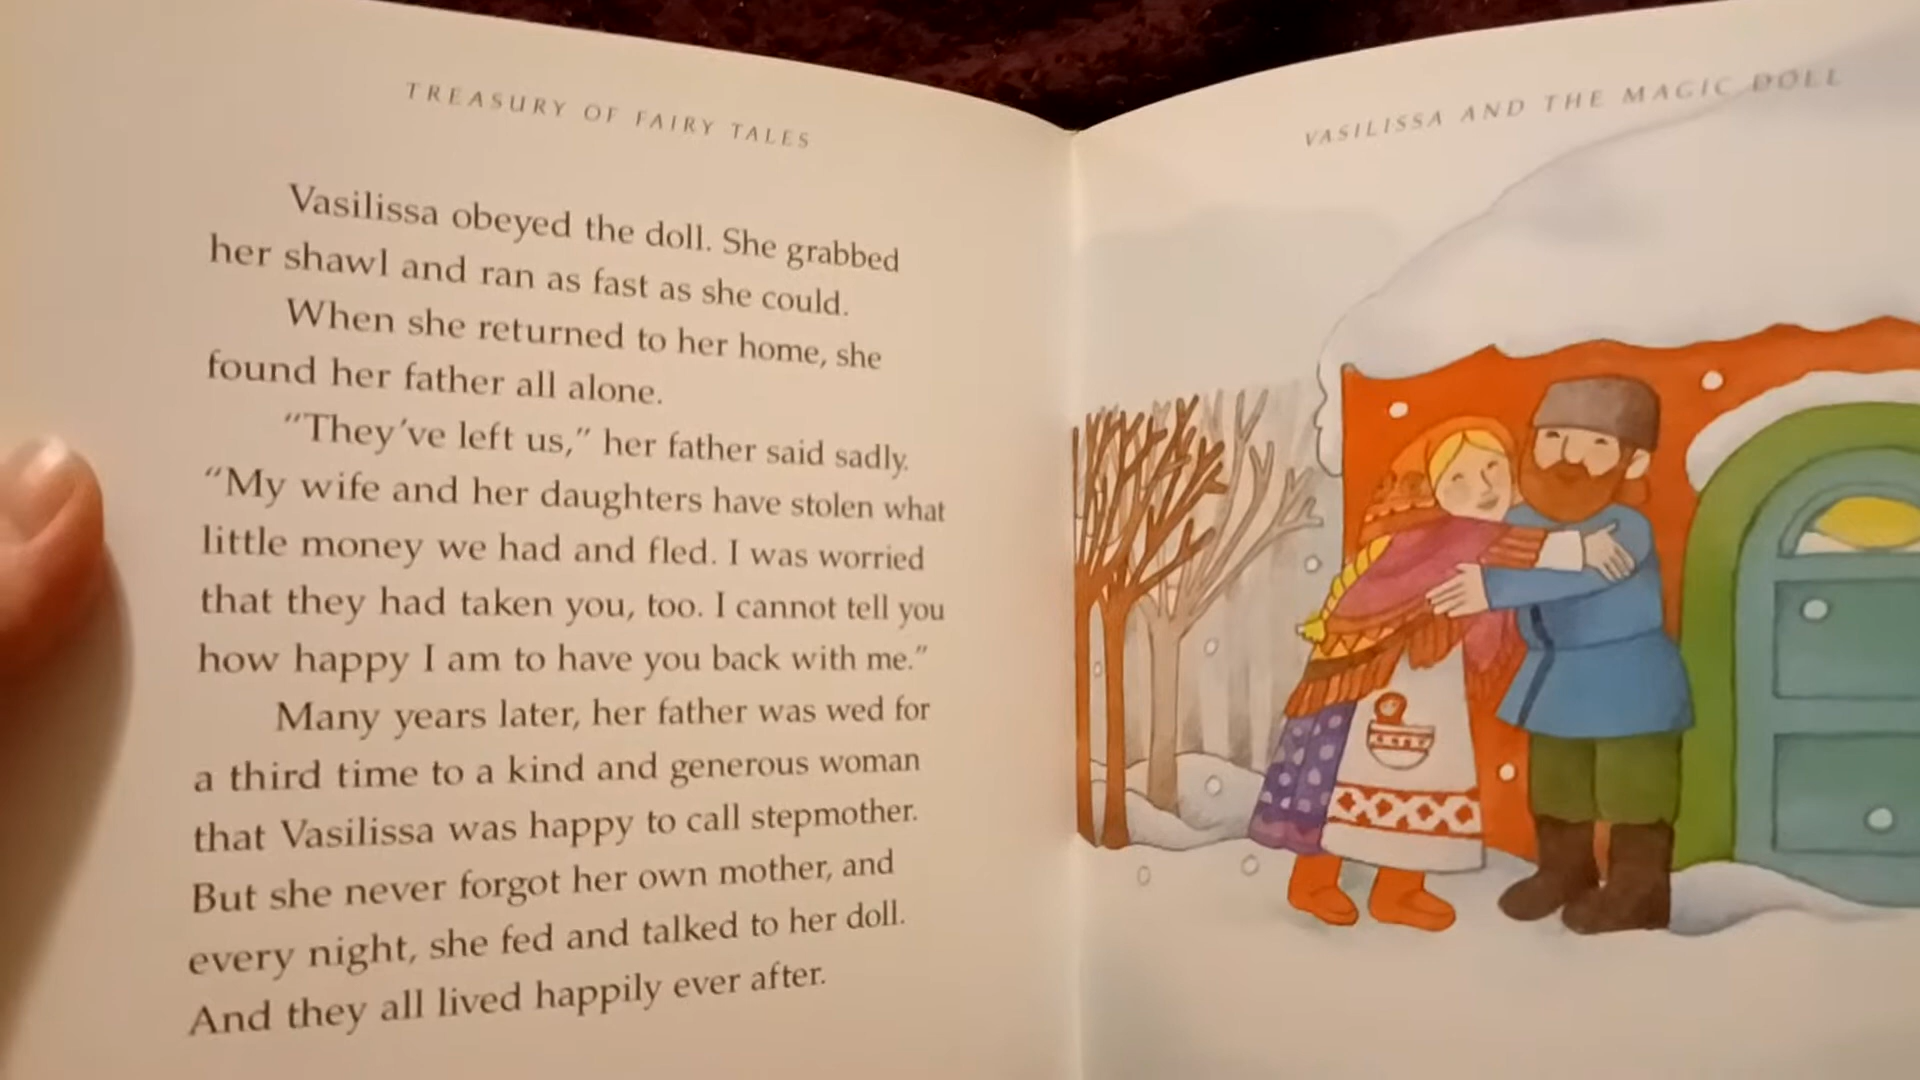 TREASURY OF FAIRY TALES
Vasilissa obeyed the doll. She grabbed
her shawl and ran as fast as she could.
When she returned to her home, she
found her father all alone.
“They’ve left us,” her father said sadly.
“My wife and her daughters have stolen what
little money we had and fled. I was worried
that they had taken you, too. I cannot tell you
how happy I am to have you back with me.”
Many years later, her father was wed for
a third time to a kind and generous woman
that Vasilissa was happy to call stepmother.
But she never forgot her own mother, and
every night, she fed and talked to her doll.
And they all lived happily ever after.
VASILISSA AND THE MAGIC DOLL